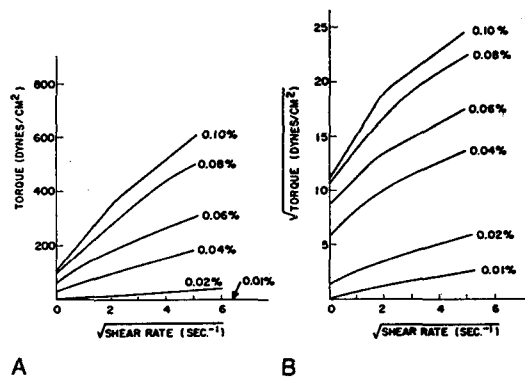 TORQUE (DYNES/CM²)
800
600
400
200
0.10%
0.08%
0.06%
0.04%
0.02%
0.01%
0 2 4 6
√SHEAR RATE (SEC.⁻¹)
A
√TORQUE (DYNES/CM²)
25
20
15
10
5
0.10%
0.08%
0.06%
0.04%
0.02%
0.01%
0 2 4 6
√SHEAR RATE (SEC.⁻¹)
B